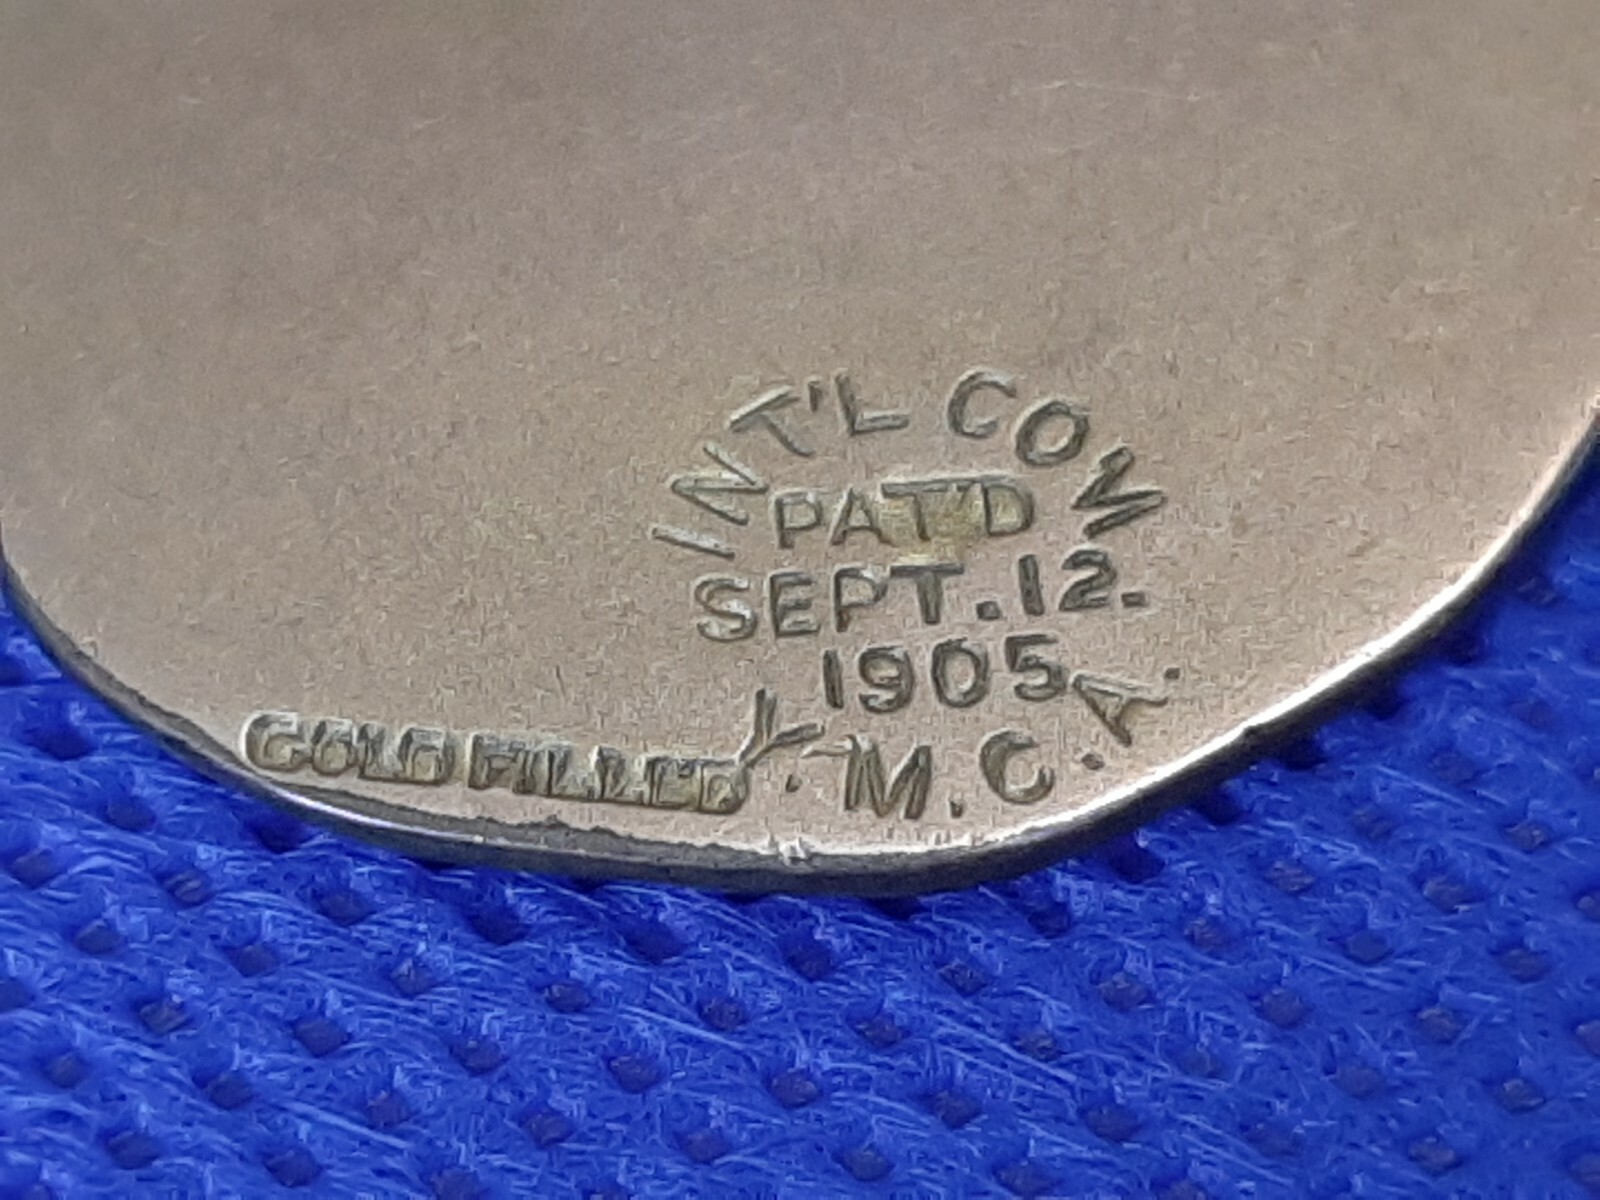 INT'L COM
PAT'D
SEPT. 12.
1905
Y. M. C. A.
GOLD FILLED